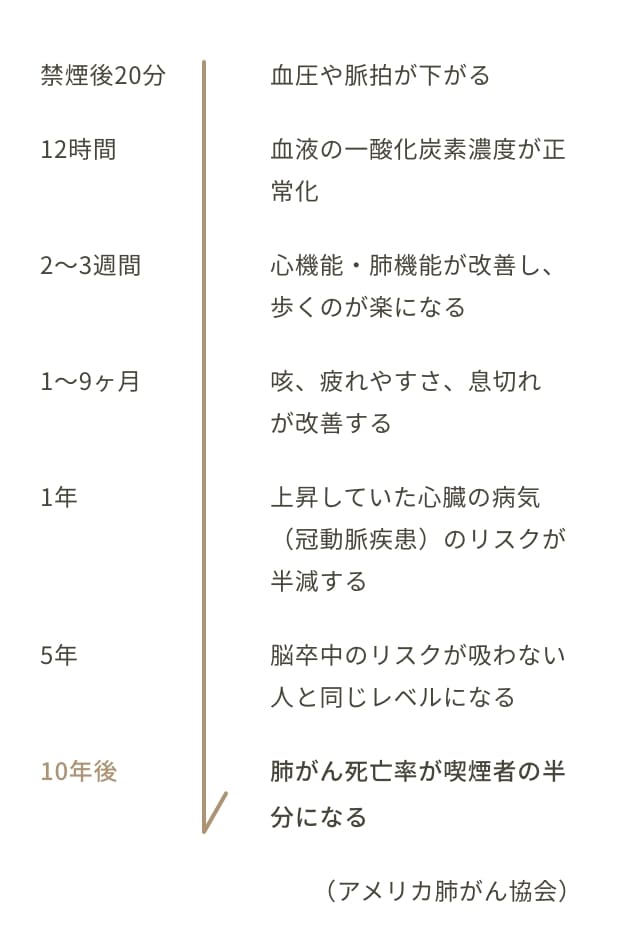 禁煙後20分
血圧や脈拍が下がる
12時間
血液の一酸化炭素濃度が正
常化
2〜3週間
心機能・肺機能が改善し、
歩くのが楽になる
1〜9ヶ月
咳、疲れやすさ、息切れ
が改善する
1年
上昇していた心臓の病気
（冠動脈疾患）のリスクが
半減する
5年
脳卒中のリスクが吸わない
人と同じレベルになる
10年後
肺がん死亡率が喫煙者の半
分になる
（アメリカ肺がん協会）